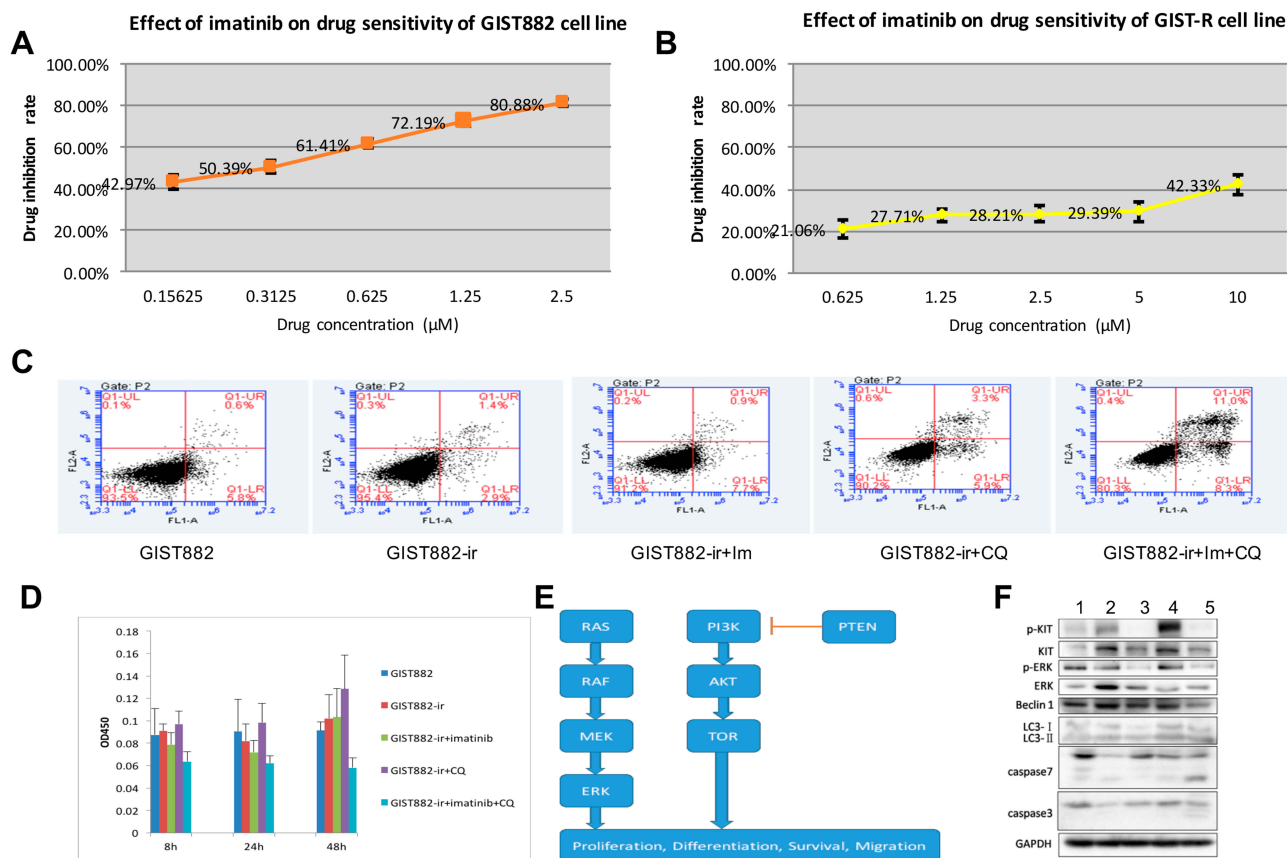 Effect of imatinib on drug sensitivity of GIST882 cell line
A
Drug inhibition rate
100.00%
80.00%
60.00%
40.00%
20.00%
0.00%
42.97%
50.39%
61.41%
72.19%
80.88%
0.15625 0.3125 0.625 1.25 2.5
Drug concentration (µM)
Effect of imatinib on drug sensitivity of GIST-R cell line
B
Drug inhibition rate
100.00%
80.00%
60.00%
40.00%
20.00%
0.00%
21.06%
27.71%
28.21%
29.39%
42.33%
0.625 1.25 2.5 5 10
Drug concentration (µM)
C
Gate: P2
Q1-UL Q1-UR
0.1% 0.6%
Q1-LL Q1-LR
93.5% 5.8%
FL2-A
FL1-A
GIST882
Gate: P2
Q1-UL Q1-UR
0.3% 1.4%
Q1-LL Q1-LR
95.4% 2.9%
FL2-A
FL1-A
GIST882-ir
Gate: P2
Q1-UL Q1-UR
0.2% 0.9%
Q1-LL Q1-LR
91.2% 7.7%
FL2-A
FL1-A
GIST882-ir+Im
Gate: P2
Q1-UL Q1-UR
0.6% 3.3%
Q1-LL Q1-LR
90.2% 5.9%
FL2-A
FL1-A
GIST882-ir+CQ
Gate: P2
Q1-UL Q1-UR
0.4% 11.0%
Q1-LL Q1-LR
80.3% 8.3%
FL2-A
FL1-A
GIST882-ir+Im+CQ
D
OD450
0.18
0.16
0.14
0.12
0.1
0.08
0.06
0.04
0.02
0
8h 24h 48h
GIST882
GIST882-ir
GIST882-ir+imatinib
GIST882-ir+CQ
GIST882-ir+imatinib+CQ
E
RAS PI3K PTEN
RAF AKT
MEK TOR
ERK
Proliferation, Differentiation, Survival, Migration
F
1 2 3 4 5
p-KIT
KIT
p-ERK
ERK
Beclin 1
LC3-Ⅰ
LC3-Ⅱ
caspase7
caspase3
GAPDH